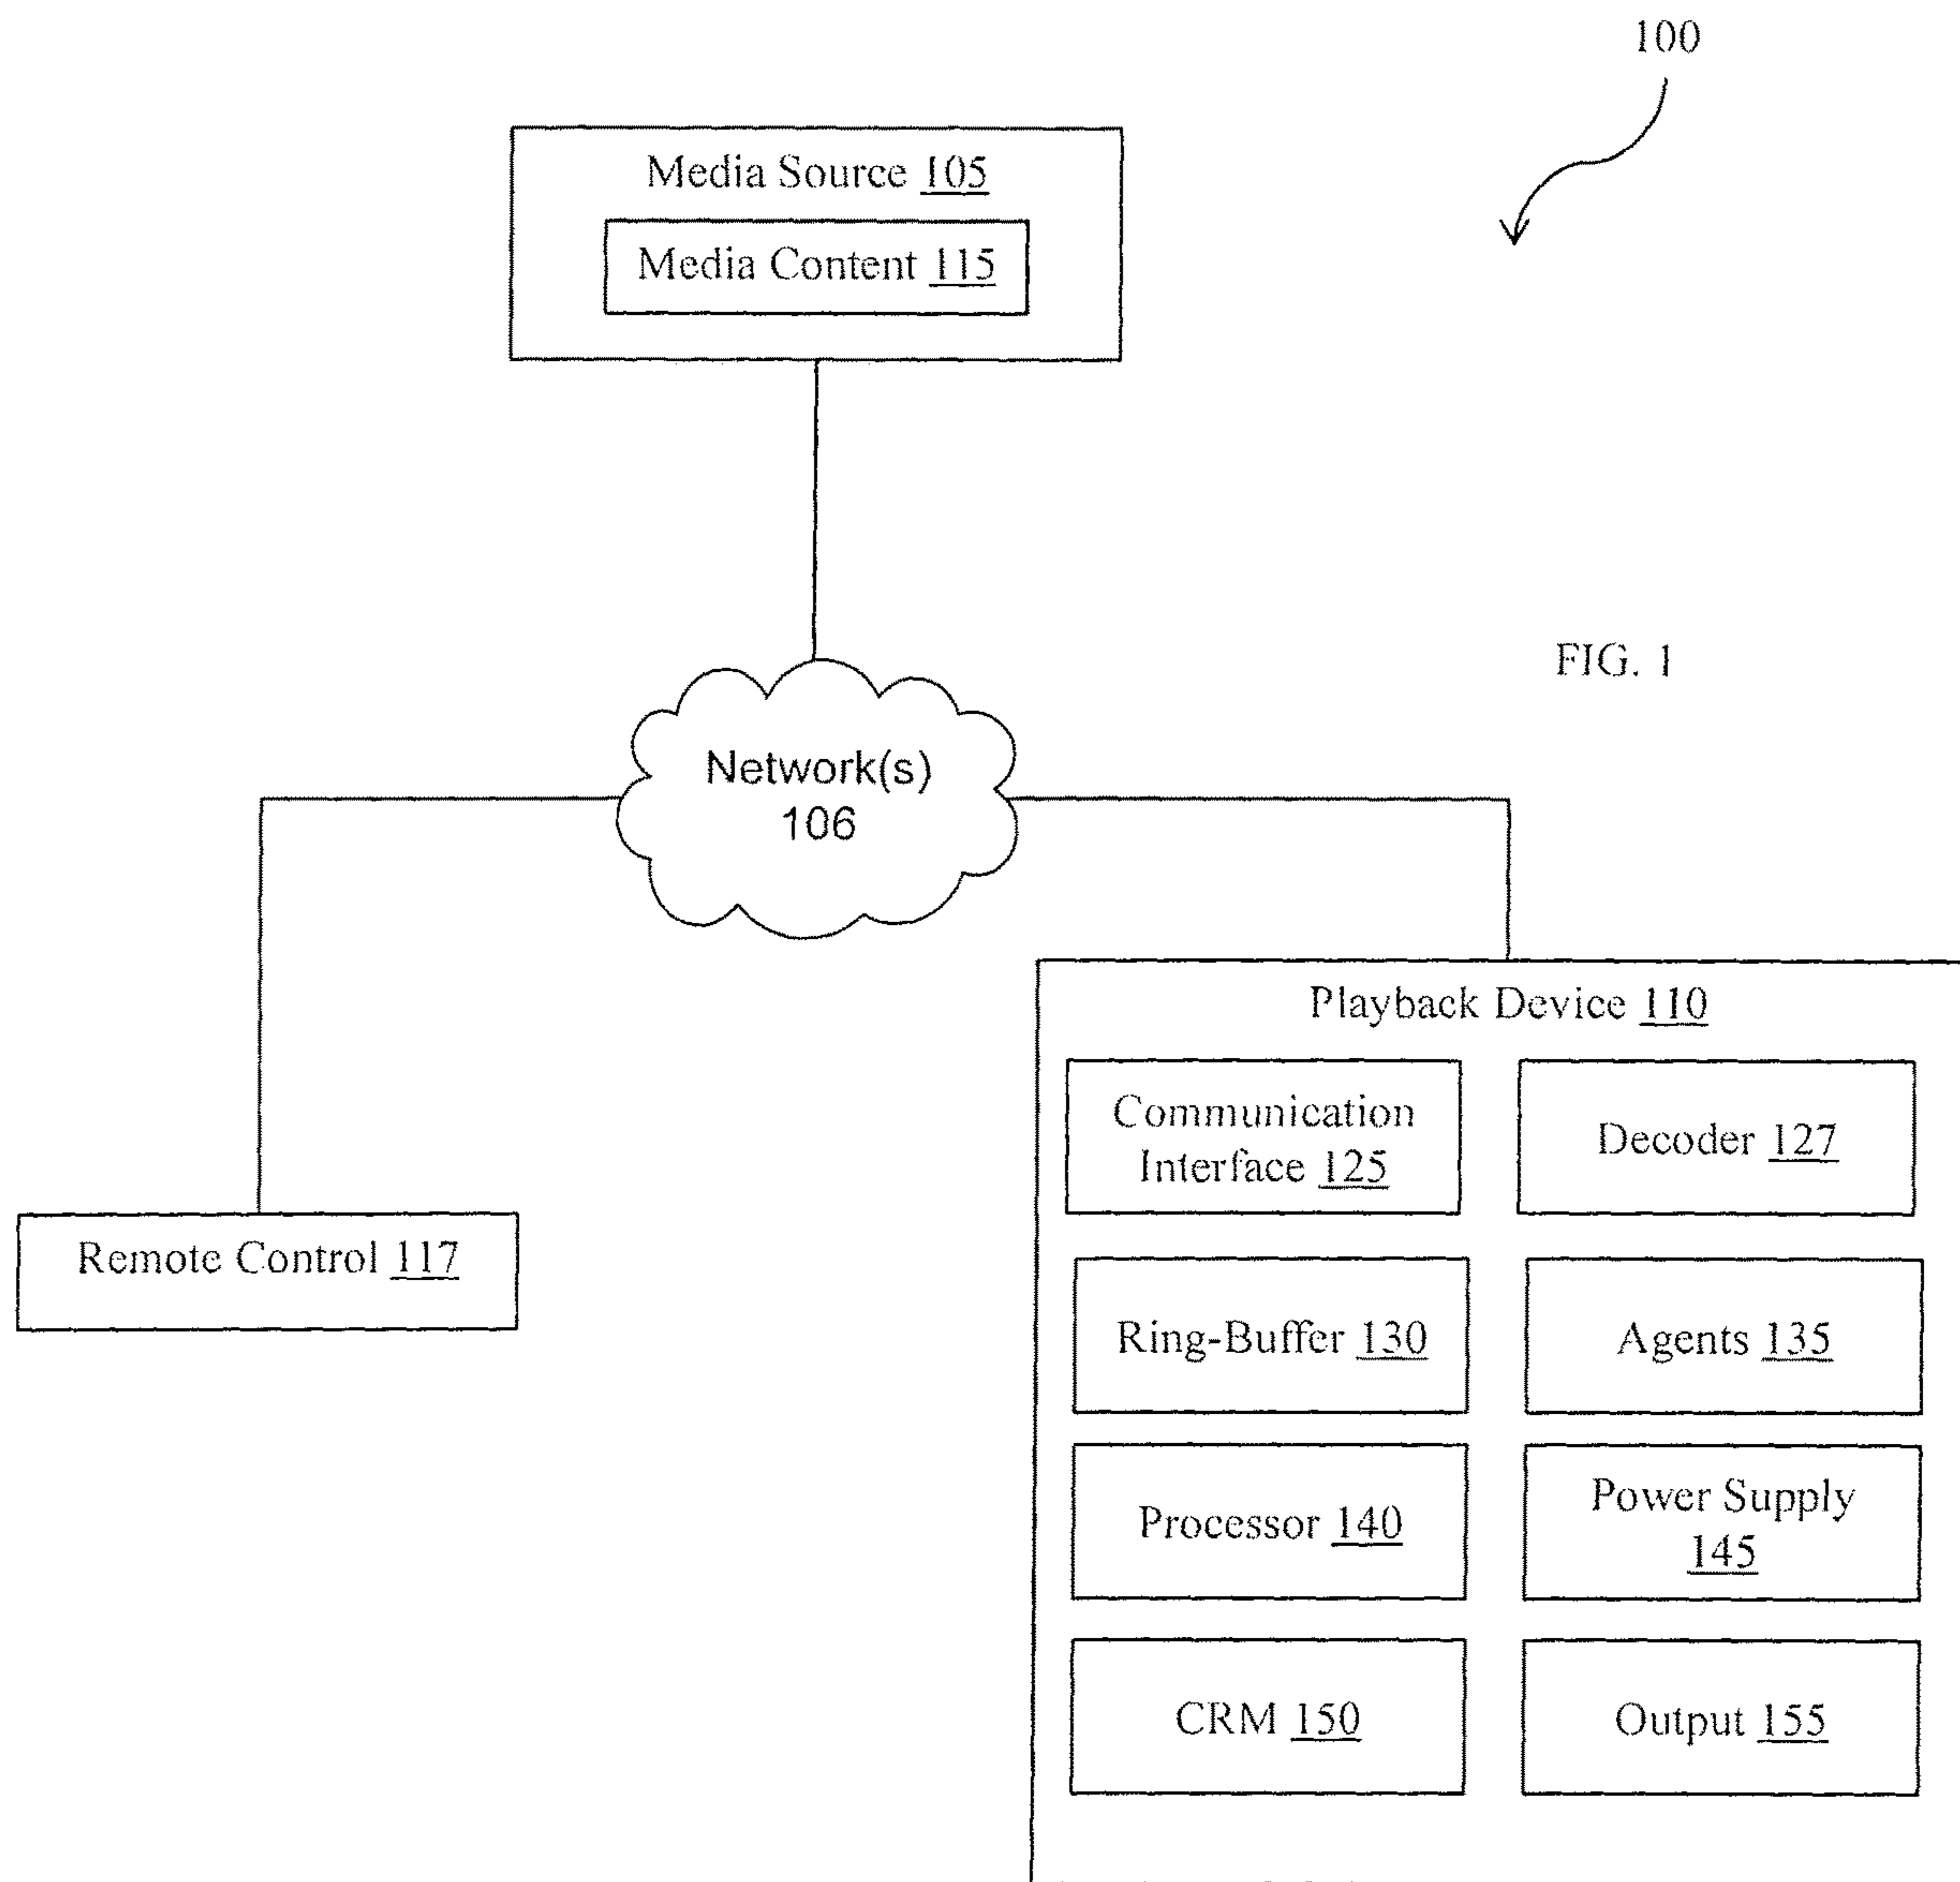 100
Media Source 105
Media Content 115
FIG. 1
Network(s)
106
Playback Device 110
Communication
Interface 125
Decoder 127
Remote Control 117
Ring-Buffer 130
Agents 135
Processor 140
Power Supply
145
CRM 150
Output 155